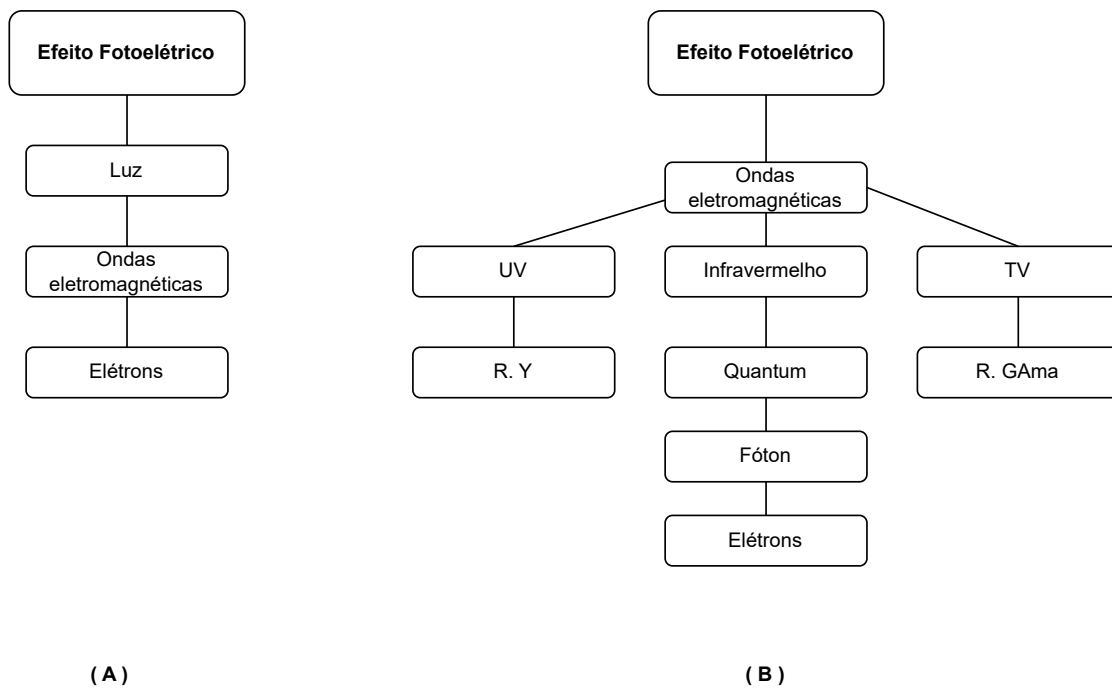 Efeito Fotoelétrico
Luz
Ondas
eletromagnéticas
Elétrons
( A )
Efeito Fotoelétrico
Ondas
eletromagnéticas
UV
Infravermelho
TV
R. Y
Quantum
R. GAma
Fóton
Elétrons
( B )